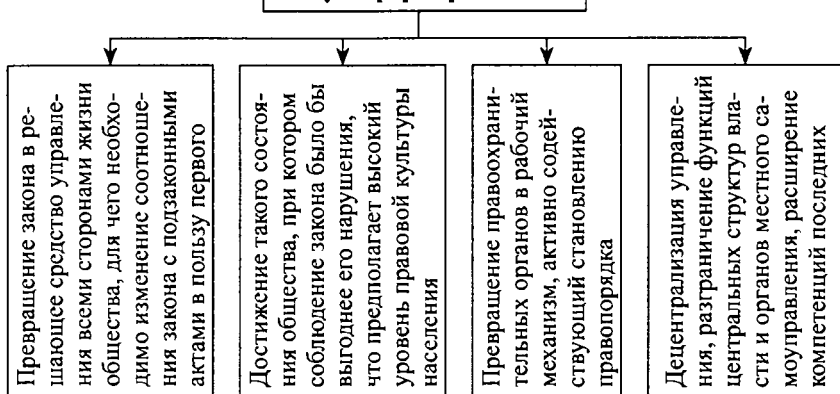 Превращение закона в ре-
шающее средство управле-
ния всеми сторонами жизни
общества, для чего необхо-
димо изменение соотноше-
ния закона с подзаконными
актами в пользу первого
Достижение такого состоя-
ния общества, при котором
соблюдение закона было бы
выгоднее его нарушения,
что предполагает высокий
уровень правовой культуры
населения
Превращение правоохрани-
тельных органов в рабочий
механизм, активно содей-
ствующий становлению
правопорядка
Децентрализация управле-
ния, разграничение функций
центральных структур вла-
сти и органов местного са-
моуправления, расширение
компетенций последних